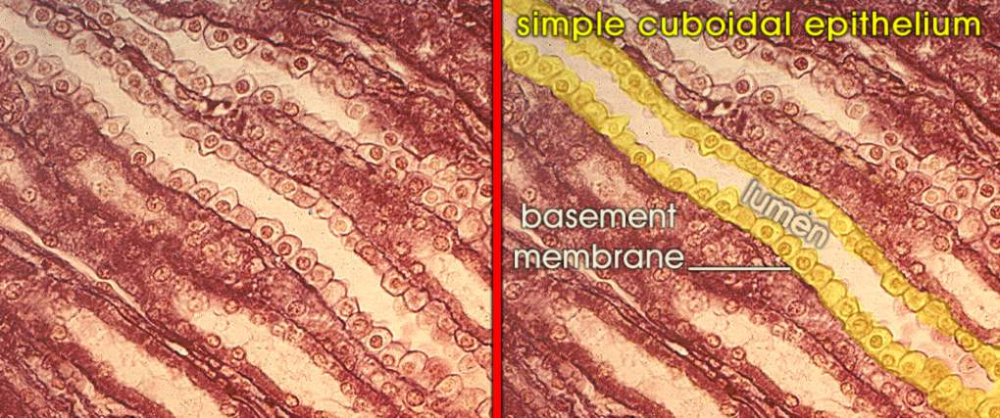 simple cuboidal epithelium
lumen
basement
membrane